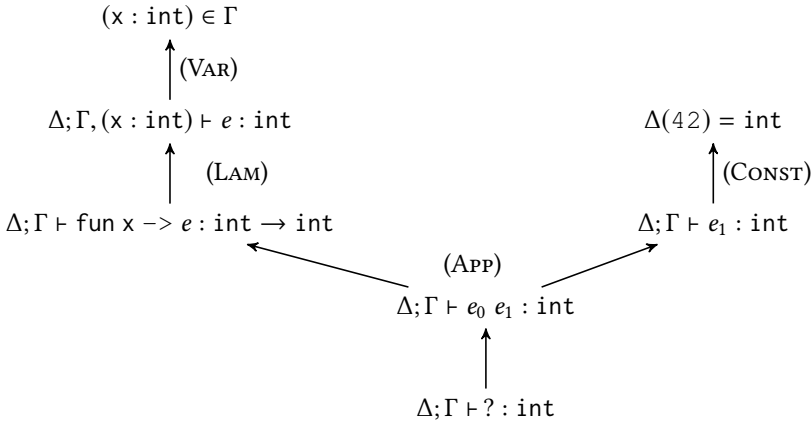 (x : int) ∈ Γ
(Var)
Δ; Γ, (x : int) ⊢ e : int
Δ(42) = int
(Lam)
(Const)
Δ; Γ ⊢ fun x −> e : int → int
Δ; Γ ⊢ e₁ : int
(App)
Δ; Γ ⊢ e₀ e₁ : int
Δ; Γ ⊢ ? : int